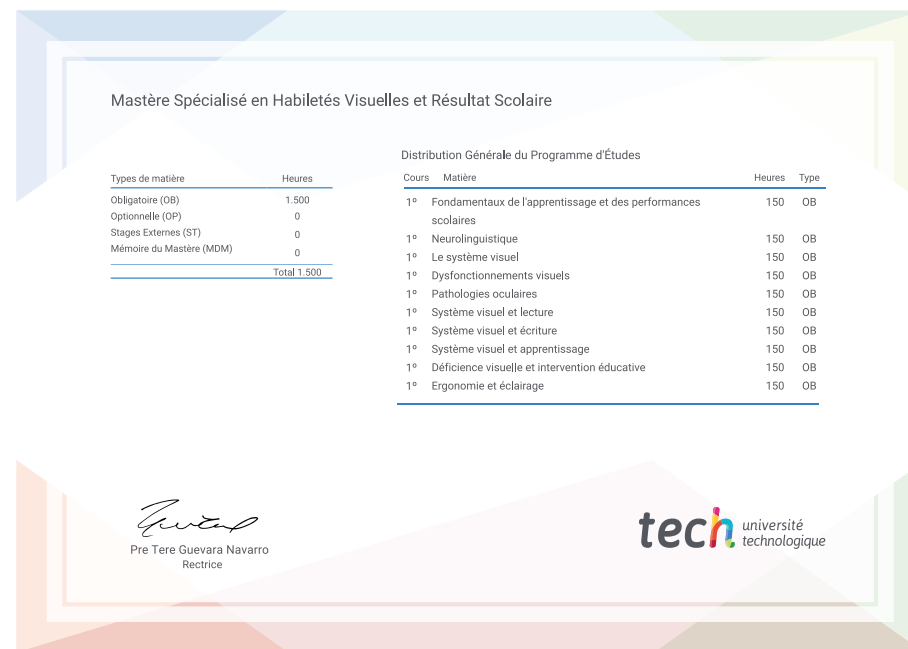 Mastère Spécialisé en Habiletés Visuelles et Résultat Scolaire
Types de matière Heures
Obligatoire (OB) 1.500
Optionnelle (OP) 0
Stages Externes (ST) 0
Mémoire du Mastère (MDM) 0
Total 1.500
Distribution Générale du Programme d'Études
Cours Matière Heures Type
1º Fondamentaux de l'apprentissage et des performances scolaires 150 OB
1º Neurolinguistique 150 OB
1º Le système visuel 150 OB
1º Dysfonctionnements visuels 150 OB
1º Pathologies oculaires 150 OB
1º Système visuel et lecture 150 OB
1º Système visuel et écriture 150 OB
1º Système visuel et apprentissage 150 OB
1º Déficience visuelle et intervention éducative 150 OB
1º Ergonomie et éclairage 150 OB
Pre Tere Guevara Navarro
Rectrice
tech université
technologique